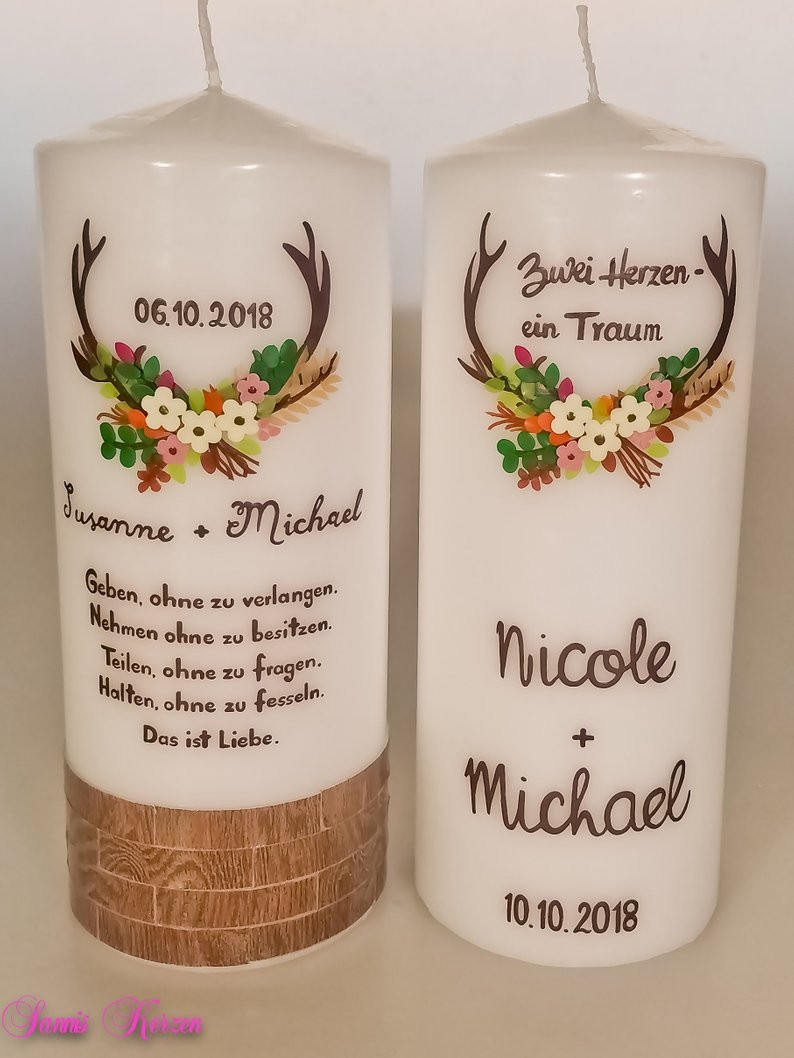 06.10.2018
Susanne + Michael
Geben, ohne zu verlangen.
Nehmen ohne zu besitzen.
Teilen, ohne zu fragen.
Halten, ohne zu fesseln.
Das ist Liebe.
Zwei Herzen -
ein Traum
Nicole
+
Michael
10.10.2018
Sannis Kerzen